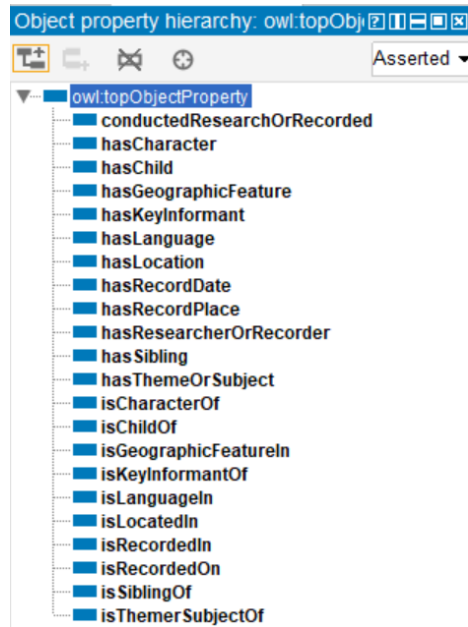 Object property hierarchy: owl:topObj
Asserted
owl:topObjectProperty
conductedResearchOrRecorded
hasCharacter
hasChild
hasGeographicFeature
hasKeyInformant
hasLanguage
hasLocation
hasRecordDate
hasRecordPlace
hasResearcherOrRecorder
hasSibling
hasThemeOrSubject
isCharacterOf
isChildOf
isGeographicFeatureIn
isKeyInformantOf
isLanguageIn
isLocatedIn
isRecordedIn
isRecordedOn
isSiblingOf
isThemerSubjectOf